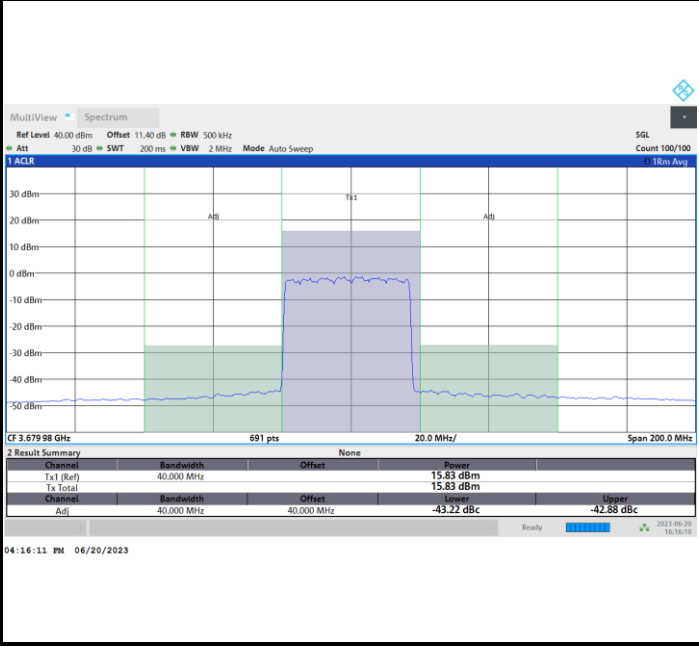 MultiView Spectrum
Ref Level 40.00 dBm Offset 11.40 dB RBW 500 kHz SGL
Att 30 dB SWT 200 ms VBW 2 MHz Mode Auto Sweep Count 100/100
1 ACLR 1Rm Avg
30 dBm
Tx1
20 dBm
Adj
Adj
10 dBm
0 dBm
-10 dBm
-20 dBm
-30 dBm
-40 dBm
-50 dBm
CF 3.679 98 GHz 691 pts 20.0 MHz/ Span 200.0 MHz
2 Result Summary None
Channel Bandwidth Offset Power
Tx1 (Ref) 40.000 MHz 15.83 dBm
Tx Total 15.83 dBm
Channel Bandwidth Offset Lower Upper
Adj 40.000 MHz 40.000 MHz -43.22 dBc -42.88 dBc
Ready 2023-06-20
16:16:10
04:16:11 PM 06/20/2023